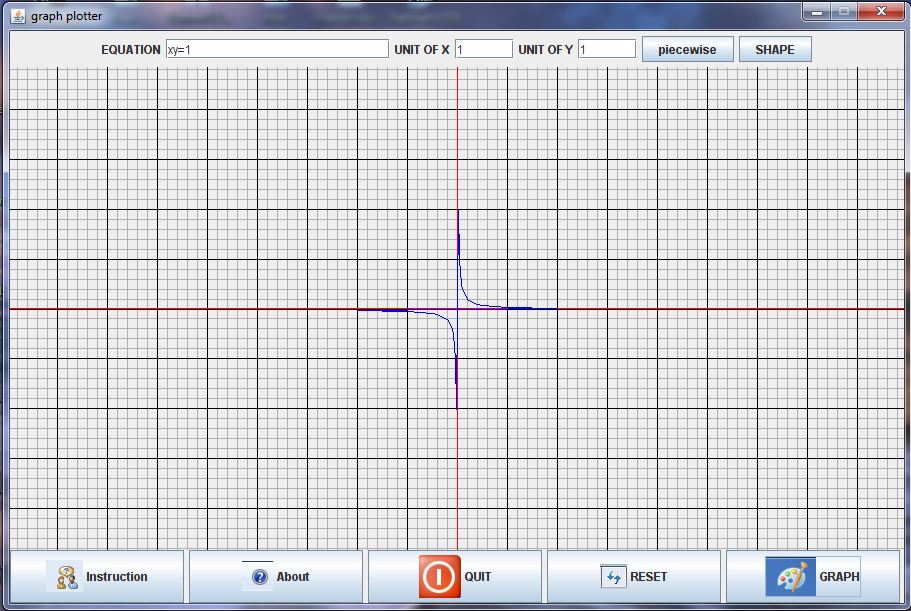 graph plotter
EQUATION xy=1 UNIT OF X 1 UNIT OF Y 1 piecewise SHAPE
Instruction About QUIT RESET GRAPH